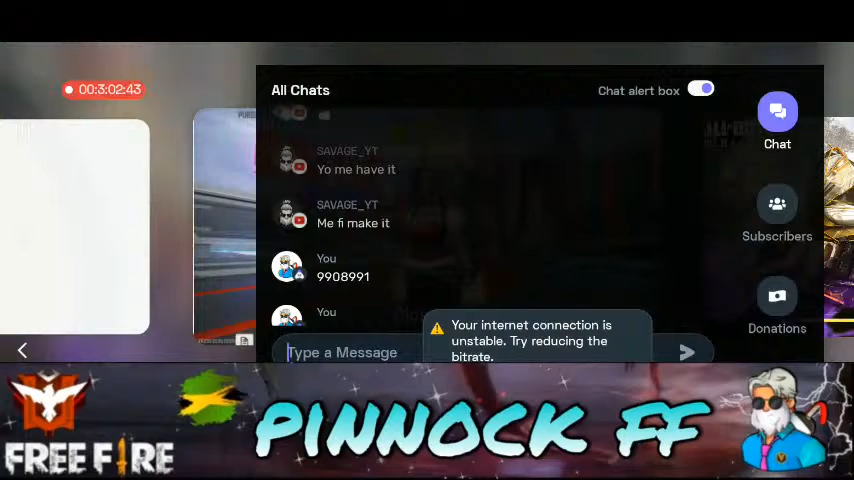 00:3:02:43
All Chats
Chat alert box
SAVAGE_YT
Yo me have it
Chat
SAVAGE_YT
Me fi make it
Subscribers
You
9908991
You
Your internet connection is
unstable. Try reducing the
bitrate.
Type a Message
Donations
FREE FIRE
PINNOCK FF